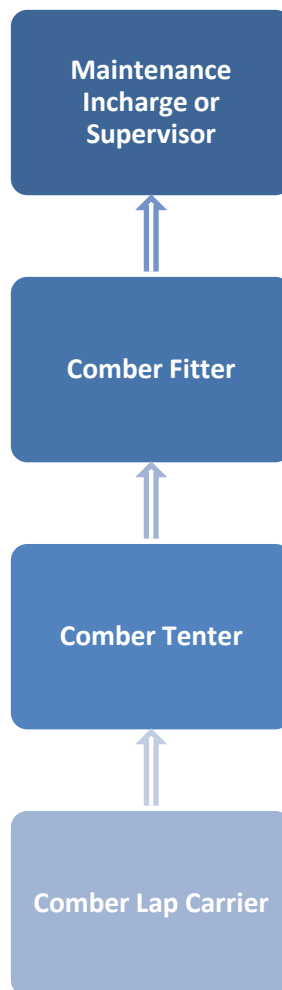 Maintenance
Incharge or
Supervisor
Comber Fitter
Comber Tenter
Comber Lap Carrier